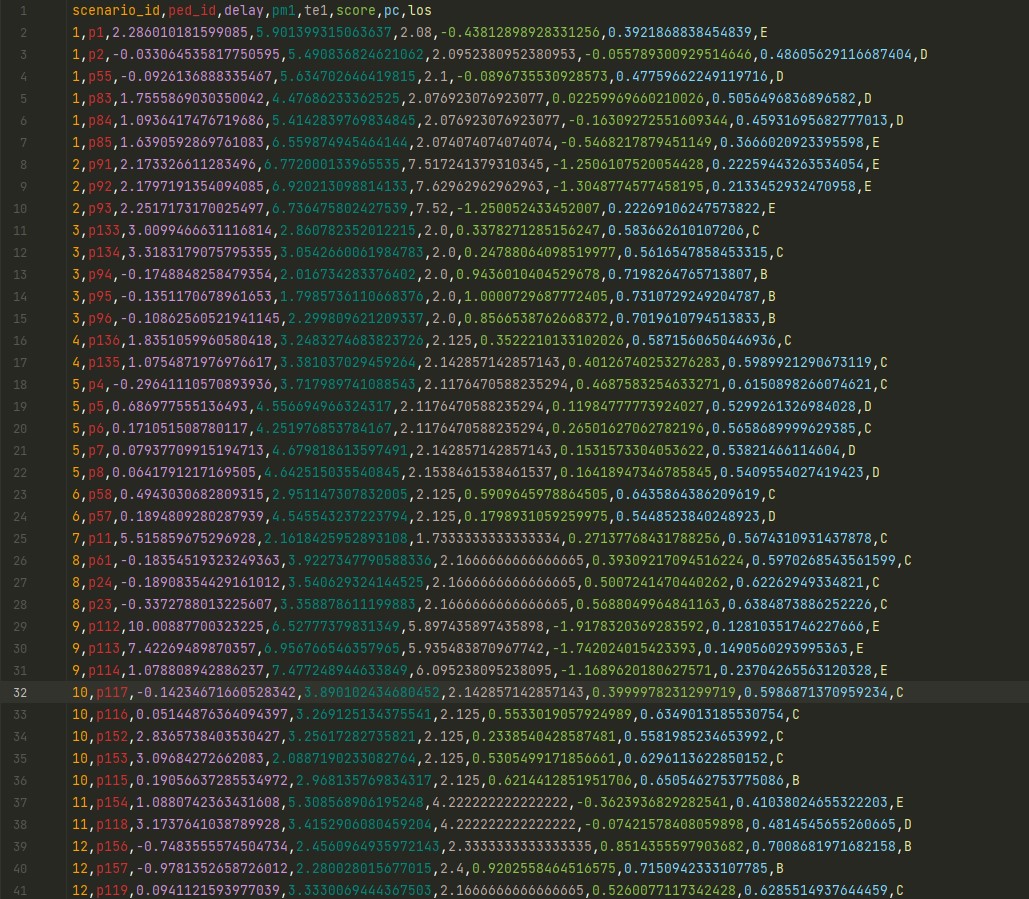 1 scenario_id,ped_id,delay,pm1,te1,score,pc,los
2 1,p1,2.286010181599085,5.901399315063637,2.08,-0.43812898928331256,0.3921868838454839,E
3 1,p2,-0.033064535817750595,5.490836824621062,2.0952380952380953,-0.055789300929514646,0.48605629116687404,D
4 1,p55,-0.0926136888335467,5.634702646419815,2.1,-0.0896735530928573,0.47759662249119716,D
5 1,p83,1.7555869030350042,4.47686233362525,2.076923076923077,0.02259969660210026,0.5056496836896582,D
6 1,p84,1.0936417476719686,5.4142839769834845,2.076923076923077,-0.16309272551609344,0.45931695682777013,D
7 1,p85,1.6390592869761083,6.559874945464144,2.074074074074074,-0.5468217879451149,0.3666020923395598,E
8 2,p91,2.173326611283496,6.772000133965535,7.517241379310345,-1.2506107520054428,0.22259443263534054,E
9 2,p92,2.1797191354094085,6.920213098814133,7.62962962962963,-1.3048774577458195,0.2133452932470958,E
10 2,p93,2.2517173170025497,6.736475802427539,7.52,-1.250052433452007,0.22269106247573822,E
11 3,p133,3.0099466631116814,2.860782352012215,2.0,0.3378271285156247,0.583662610107206,C
12 3,p134,3.3183179075795355,3.0542660061984783,2.0,0.24788064098519977,0.5616547858453315,C
13 3,p94,-0.1748848258479354,2.016734283376402,2.0,0.9436010404529678,0.7198264765713807,B
14 3,p95,-0.1351170678961653,1.7985736110668376,2.0,1.0000729687772405,0.7310729249204787,B
15 3,p96,-0.10862560521941145,2.299809621209337,2.0,0.8566538762668372,0.7019610794513833,B
16 4,p136,1.8351059960580418,3.24832746838237​26,2.125,0.3522210133102026,0.5871560650446936,C
17 4,p135,1.0754871976976617,3.381037029459264,2.142857142857143,0.40126740253276283,0.5989921290673119,C
18 5,p4,-0.29641110570893936,3.717989741088543,2.1176470588235294,0.4687583254633271,0.6150898266074621,C
19 5,p5,0.686977555136493,4.556694966324317,2.1176470588235294,0.11984777773924027,0.5299261326984028,D
20 5,p6,0.171051508780117,4.251976853784167,2.1176470588235294,0.26501627062782196,0.5658689999629385,C
21 5,p7,0.07937709915194713,4.679818613597491,2.142857142857143,0.1531577304053622,0.53821466114604,D
22 5,p8,0.0641791217169505,4.642515035540845,2.1538461538461537,0.16418947346785845,0.5409554027419423,D
23 6,p58,0.4943030682809315,2.951147307832005,2.125,0.5909645978864505,0.6435864386209619,C
24 6,p57,0.1894809280287939,4.545543237223794,2.125,0.1798931059259975,0.5448523840248923,D
25 7,p11,5.515859675296928,2.1618425952893108,1.7333333333333334,0.27137768431788256,0.5674310931437878,C
26 8,p61,-0.18354519323249363,3.9227347790588336,2.1666666666666665,0.39309217094516224,0.5970268543561599,C
27 8,p24,-0.18908354429161012,3.540629324144525,2.1666666666666665,0.5007241470440262,0.62262949334821,C
28 8,p23,-0.3372788013225607,3.358878611199883,2.1666666666666665,0.5688049964841163,0.6384873886252226,C
29 9,p112,10.00887700323225,6.52777379831349,5.897435897435898,-1.9178320369283592,0.12810351746227666,E
30 9,p113,7.42269489870357,6.956766546357965,5.935483870967742,-1.742024015423393,0.1490560293995363,E
31 9,p114,1.078808942886237,7.477248944633849,6.095238095238095,-1.1689620180627571,0.23704265563120328,E
32 10,p117,-0.14234671660528342,3.890102434680452,2.142857142857143,0.3999978231299719,0.5986871370959234,C
33 10,p116,0.05144876364094397,3.269125134375541,2.125,0.5533019057924989,0.6349013185530754,C
34 10,p152,2.8365738403530427,3.25617282735821,2.125,0.2338540428587481,0.5581985234653992,C
35 10,p153,3.09684272662083,2.0887190233082764,2.125,0.5305499171856661,0.6296113622850152,C
36 10,p115,0.19056637285534972,2.968135769834317,2.125,0.6214412851951706,0.6505462753775086,B
37 11,p154,1.0880742363431608,5.308568906195248,4.222222222222222,-0.3623936829282541,0.41038024655322203,E
38 11,p118,3.1737641038789928,3.4152906080459204,4.222222222222222,-0.07421578408059898,0.4814545655260665,D
39 12,p156,-0.7483555574504734,2.4560964935972143,2.3333333333333335,0.8514355597903682,0.7008681971682158,B
40 12,p157,-0.9781352658726012,2.280028015677015,2.4,0.9202558464516575,0.7150942333107785,B
41 12,p119,0.0941121593977039,3.3330069444367503,2.1666666666666665,0.5260077117342428,0.6285514937644459,C